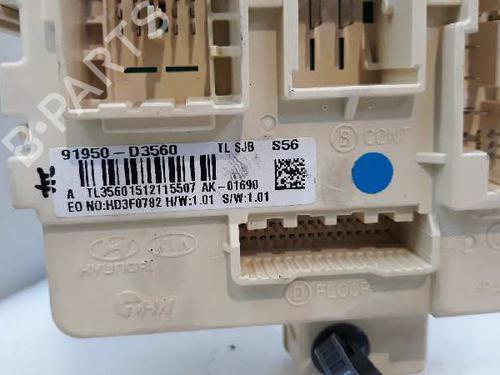 91950-D3560 TL SJB S56
A TL35601512115507 AK-01690
EO NO:HD3F0782 H/W:1.01 S/W:1.01
B CONT
HYUNDAI KIA
D FLOOR